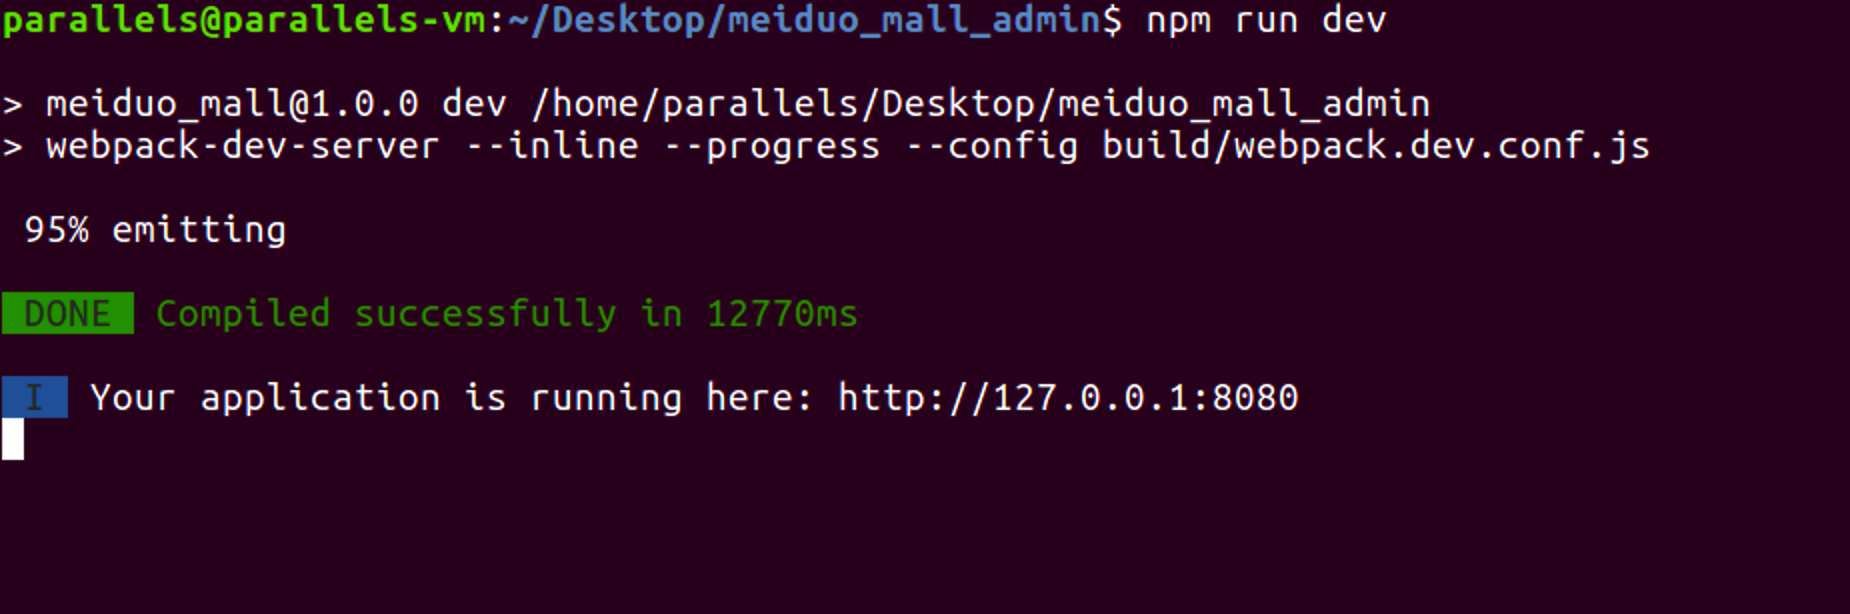 parallels@parallels-vm:~/Desktop/meiduo_mall_admin$ npm run dev
> meiduo_mall@1.0.0 dev /home/parallels/Desktop/meiduo_mall_admin
> webpack-dev-server --inline --progress --config build/webpack.dev.conf.js
95% emitting
DONE Compiled successfully in 12770ms
I Your application is running here: http://127.0.0.1:8080